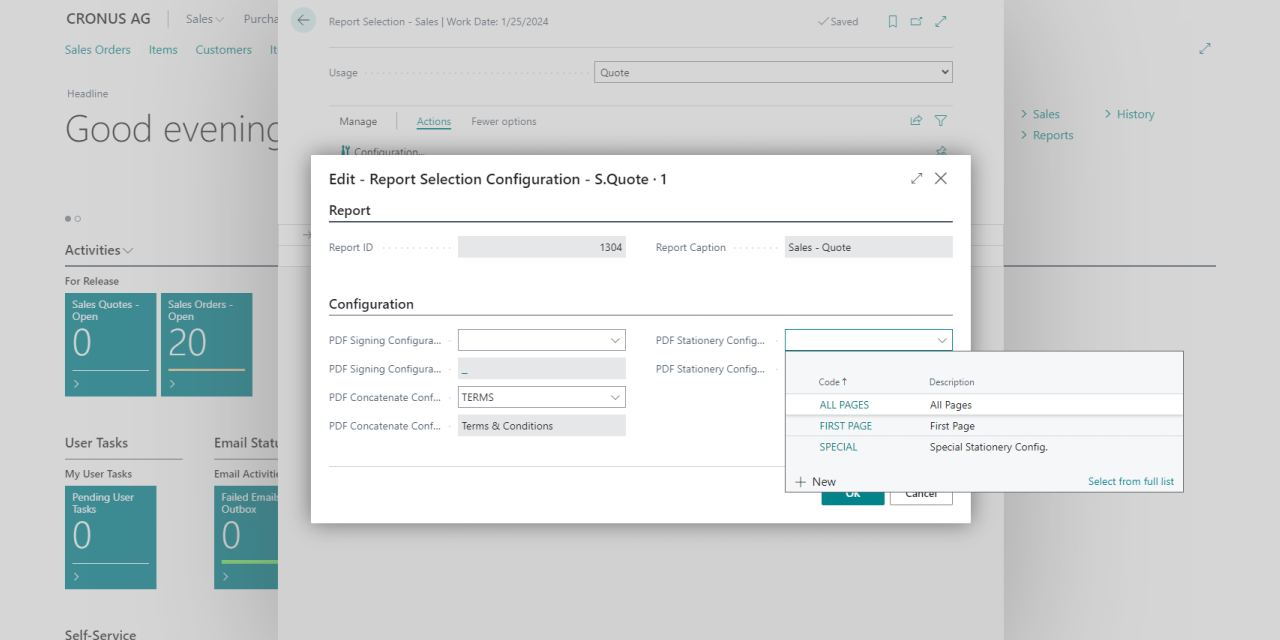 CRONUS AG
Sales
Purcha
Sales Orders
Items
Customers
It
Headline
Good evening
Activities
For Release
Sales Quotes - Open
0
Sales Orders - Open
20
User Tasks
Email Statu
My User Tasks
Email Activitie
Pending User Tasks
0
Failed Emails Outbox
0
Self-Service
Report Selection - Sales | Work Date: 1/25/2024
Saved
Usage
Quote
Manage
Actions
Fewer options
Configuration...
Sales
History
Reports
Edit - Report Selection Configuration - S.Quote · 1
Report
Report ID
1304
Report Caption
Sales - Quote
Configuration
PDF Signing Configura...
PDF Stationery Config...
PDF Signing Configura...
_
PDF Stationery Config...
PDF Concatenate Conf...
TERMS
PDF Concatenate Conf...
Terms & Conditions
Code ↑
Description
ALL PAGES
All Pages
FIRST PAGE
First Page
SPECIAL
Special Stationery Config.
+ New
Select from full list
OK
Cancel